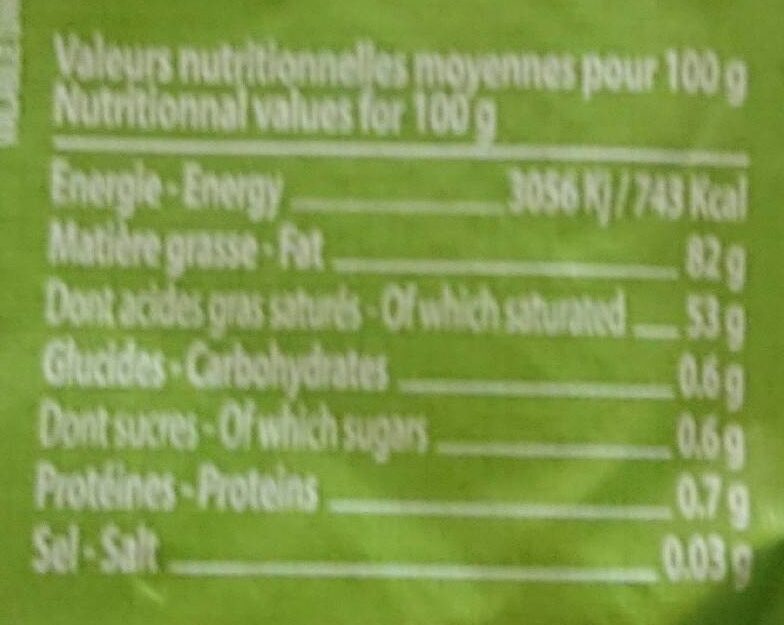 Valeurs nutritionnelles moyennes pour 100 g
Nutritionnal values for 100 g
Energie - Energy 3056 Kj / 743 Kcal
Matière grasse - Fat 82 g
Dont acides gras saturés - Of which saturated 53 g
Glucides - Carbohydrates 0.6 g
Dont sucres - Of which sugars 0.6 g
Protéines - Proteins 0.7 g
Sel - Salt 0.03 g